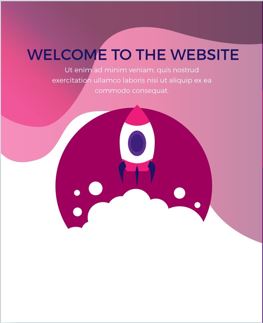 WELCOME TO THE WEBSITE
Ut enim ad minim veniam, quis nostrud
exercitation ullamco laboris nisi ut aliquip ex ea
commodo consequat.